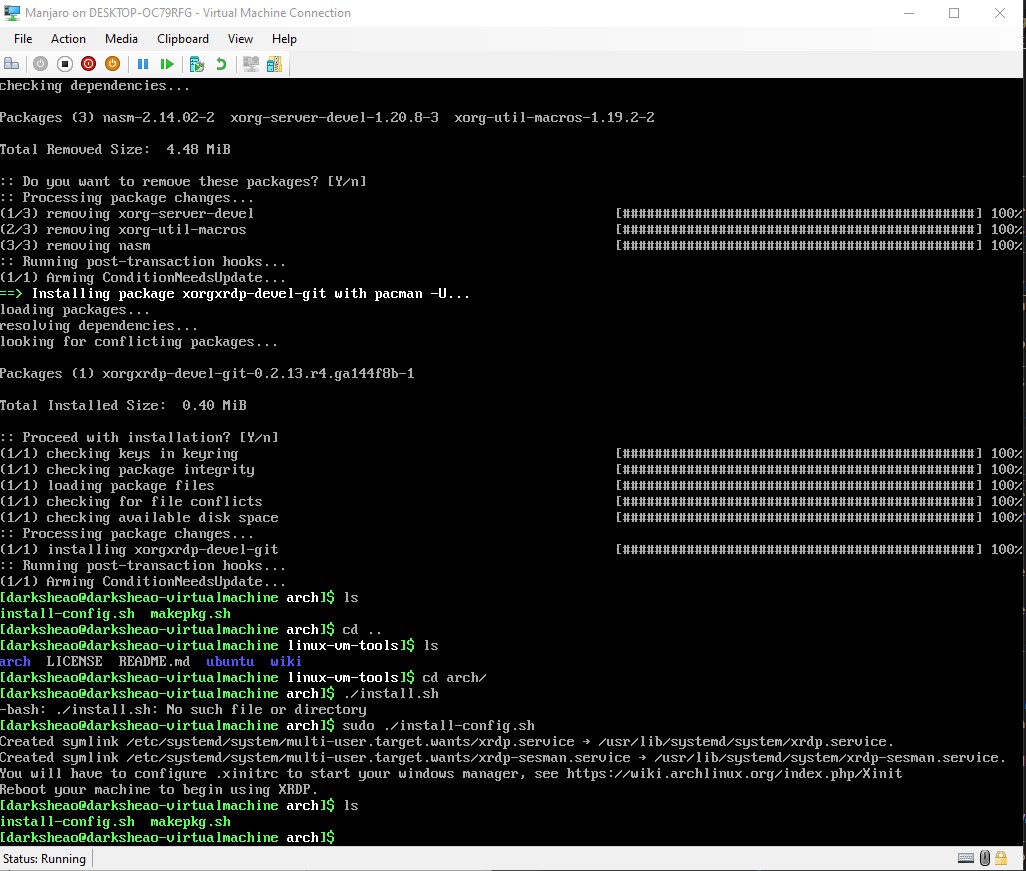 Manjaro on DESKTOP-OC79RFG - Virtual Machine Connection
File Action Media Clipboard View Help
checking dependencies...
Packages (3) nasm-2.14.02-2  xorg-server-devel-1.20.8-3  xorg-util-macros-1.19.2-2
Total Removed Size:  4.48 MiB
:: Do you want to remove these packages? [Y/n]
:: Processing package changes...
(1/3) removing xorg-server-devel [############################################] 100%
(2/3) removing xorg-util-macros [############################################] 100%
(3/3) removing nasm [############################################] 100%
:: Running post-transaction hooks...
(1/1) Arming ConditionNeedsUpdate...
==> Installing package xorgxrdp-devel-git with pacman -U...
loading packages...
resolving dependencies...
looking for conflicting packages...
Packages (1) xorgxrdp-devel-git-0.2.13.r4.ga144f8b-1
Total Installed Size:  0.40 MiB
:: Proceed with installation? [Y/n]
(1/1) checking keys in keyring [############################################] 100%
(1/1) checking package integrity [############################################] 100%
(1/1) loading package files [############################################] 100%
(1/1) checking for file conflicts [############################################] 100%
(1/1) checking available disk space [############################################] 100%
:: Processing package changes...
(1/1) installing xorgxrdp-devel-git [############################################] 100%
:: Running post-transaction hooks...
(1/1) Arming ConditionNeedsUpdate...
[darksheao@darksheao-virtualmachine arch]$ ls
install-config.sh  makepkg.sh
[darksheao@darksheao-virtualmachine arch]$ cd ..
[darksheao@darksheao-virtualmachine linux-vm-tools]$ ls
arch  LICENSE  README.md  ubuntu  wiki
[darksheao@darksheao-virtualmachine linux-vm-tools]$ cd arch/
[darksheao@darksheao-virtualmachine arch]$ ./install.sh
-bash: ./install.sh: No such file or directory
[darksheao@darksheao-virtualmachine arch]$ sudo ./install-config.sh
Created symlink /etc/systemd/system/multi-user.target.wants/xrdp.service → /usr/lib/systemd/system/xrdp.service.
Created symlink /etc/systemd/system/multi-user.target.wants/xrdp-sesman.service → /usr/lib/systemd/system/xrdp-sesman.service.
You will have to configure .xinitrc to start your windows manager, see https://wiki.archlinux.org/index.php/Xinit
Reboot your machine to begin using XRDP.
[darksheao@darksheao-virtualmachine arch]$ ls
install-config.sh  makepkg.sh
[darksheao@darksheao-virtualmachine arch]$
Status: Running